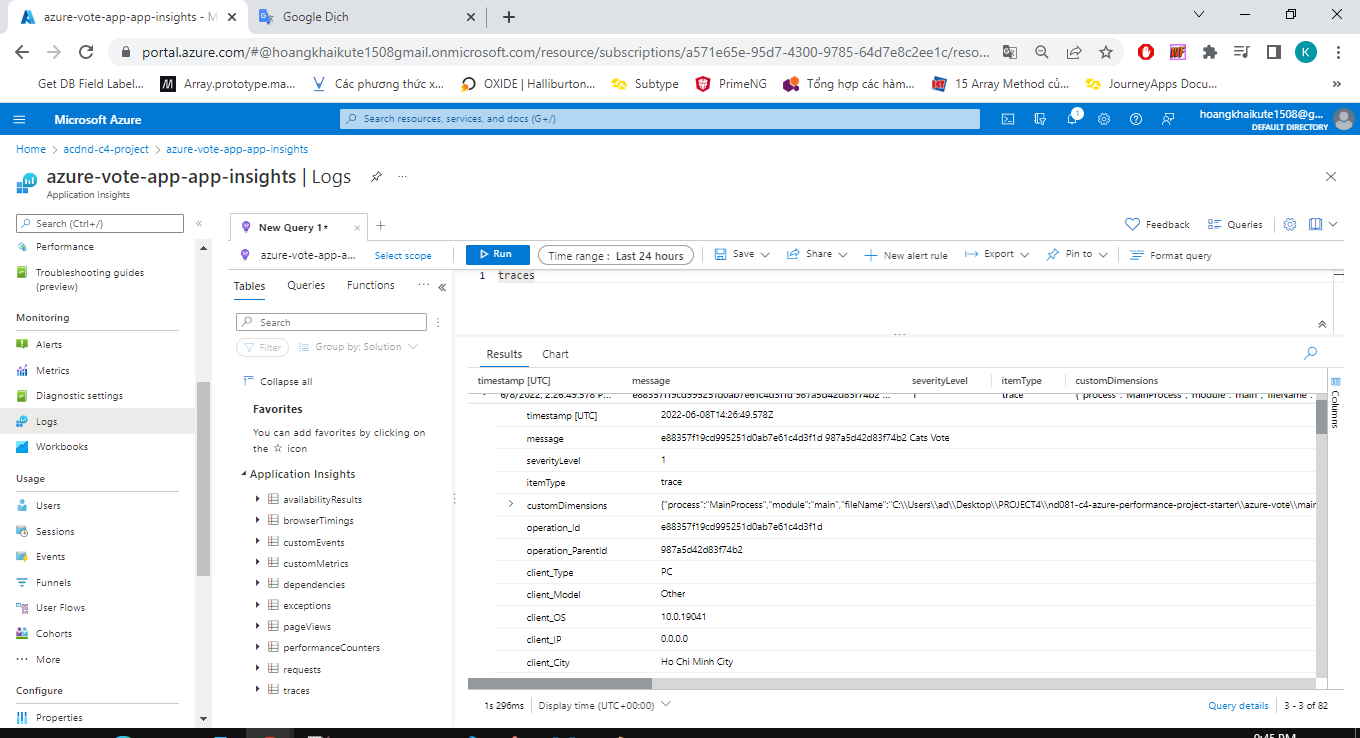 azure-vote-app-app-insights - M
Google Dịch
portal.azure.com/#@hoangkhaikute1508gmail.onmicrosoft.com/resource/subscriptions/a571e65e-95d7-4300-9785-64d7e8c2ee1c/reso...
K
Get DB Field Label...
Array.prototype.ma...
Các phương thức x...
OXIDE | Halliburton...
Subtype
PrimeNG
Tổng hợp các hàm...
15 Array Method củ...
JourneyApps Docu...
»
Microsoft Azure
Search resources, services, and docs (G+/)
1
hoangkhaikute1508@g...
DEFAULT DIRECTORY
Home > acdnd-c4-project > azure-vote-app-app-insights
azure-vote-app-app-insights | Logs
...
Application Insights
Search (Ctrl+/)
«
Performance
Troubleshooting guides
(preview)
Monitoring
Alerts
Metrics
Diagnostic settings
Logs
Workbooks
Usage
Users
Sessions
Events
Funnels
User Flows
Cohorts
More
Configure
Properties
New Query 1*
Feedback
Queries
azure-vote-app-a...
Select scope
Run
Time range : Last 24 hours
Save
Share
New alert rule
Export
Pin to
Format query
Tables
Queries
Functions
...
«
Search
Filter
Group by: Solution
Collapse all
Favorites
You can add favorites by clicking on
the ☆ icon
Application Insights
availabilityResults
browserTimings
customEvents
customMetrics
dependencies
exceptions
pageViews
performanceCounters
requests
traces
1 traces
Results
Chart
timestamp [UTC] message severityLevel itemType customDimensions
6/8/2022, 2:26:49.578 P... e88357f19cd995251d0ab7e61c4d3f1d 987a5d42d83f74b2 ... 1 trace {"process":"MainProcess","module":"main","fileName":
timestamp [UTC] 2022-06-08T14:26:49.578Z
message e88357f19cd995251d0ab7e61c4d3f1d 987a5d42d83f74b2 Cats Vote
severityLevel 1
itemType trace
customDimensions {"process":"MainProcess","module":"main","fileName":"C:\\Users\\ad\\Desktop\\PROJECT4\\nd081-c4-azure-performance-project-starter\\azure-vote\\main
operation_Id e88357f19cd995251d0ab7e61c4d3f1d
operation_ParentId 987a5d42d83f74b2
client_Type PC
client_Model Other
client_OS 10.0.19041
client_IP 0.0.0.0
client_City Ho Chi Minh City
Columns
1s 296ms
Display time (UTC+00:00)
Query details
3 - 3 of 82
9:45 PM